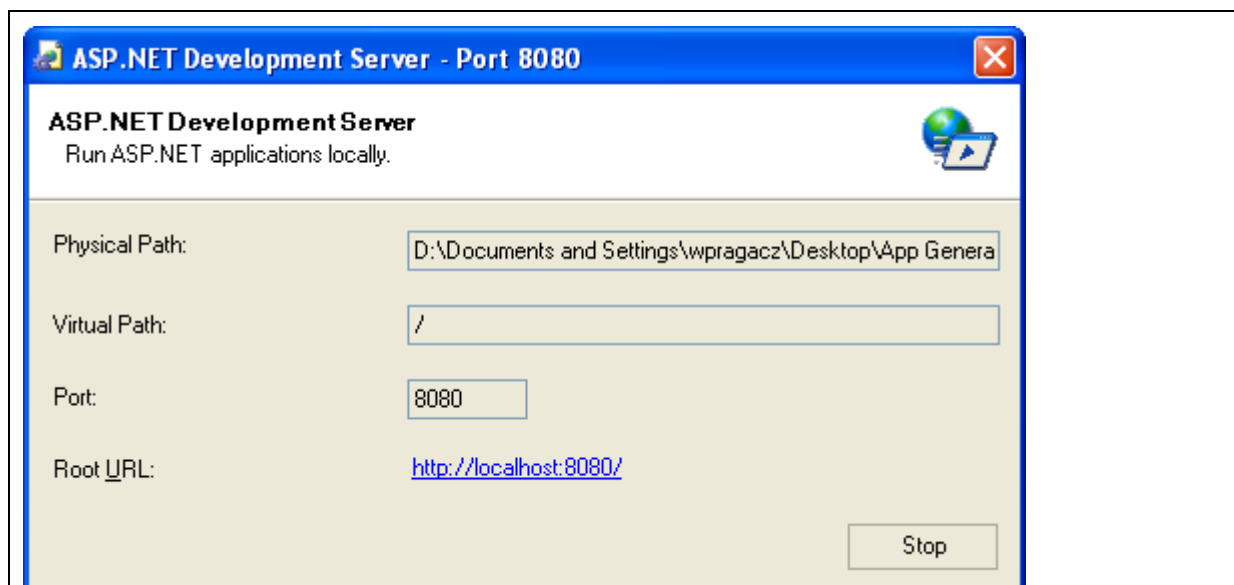 ASP.NET Development Server - Port 8080
ASP.NET Development Server
Run ASP.NET applications locally.
Physical Path: D:\Documents and Settings\wpragacz\Desktop\App Genera
Virtual Path: /
Port: 8080
Root URL: http://localhost:8080/
Stop